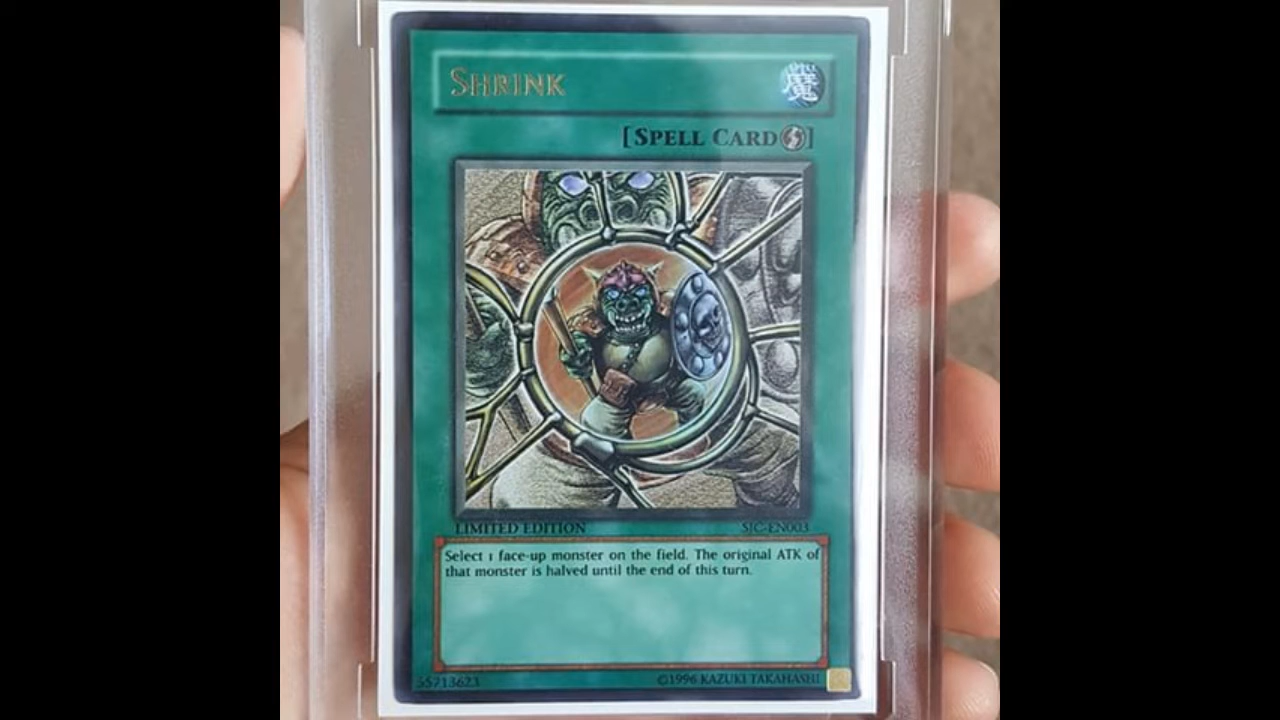 SHRINK
魔
[SPELL CARD]
LIMITED EDITION SJC-EN003
Select 1 face-up monster on the field. The original ATK of
that monster is halved until the end of this turn.
55713623 ©1996 KAZUKI TAKAHASHI